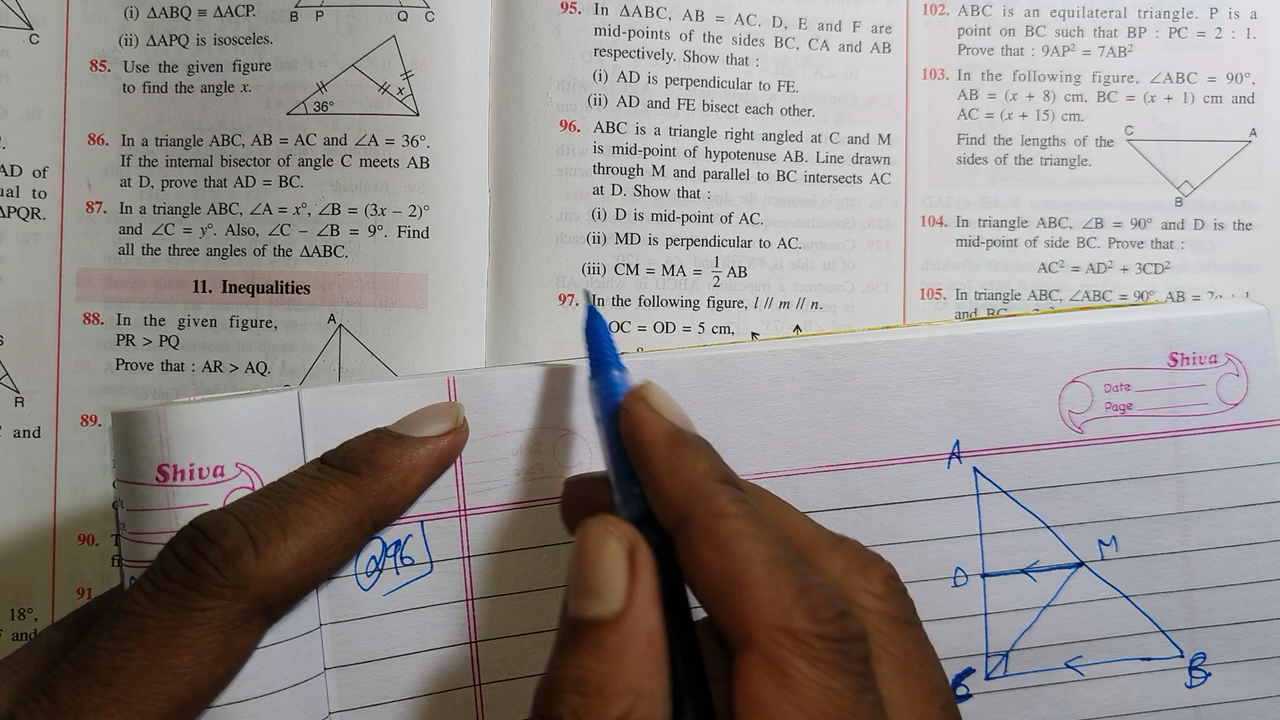 C
AD of
ual to
△PQR.
R
and
18°,
and
(i) ΔABQ ≡ ΔACP.
(ii) ΔAPQ is isosceles.
B P Q C
85. Use the given figure
to find the angle x.
36°
x
86. In a triangle ABC, AB = AC and ∠A = 36°.
If the internal bisector of angle C meets AB
at D, prove that AD = BC.
87. In a triangle ABC, ∠A = x°, ∠B = (3x – 2)°
and ∠C = y°. Also, ∠C – ∠B = 9°. Find
all the three angles of the ΔABC.
11. Inequalities
88. In the given figure,
PR > PQ
Prove that : AR > AQ.
A
89.
90.
91
95. In ΔABC, AB = AC. D, E and F are
mid-points of the sides BC, CA and AB
respectively. Show that :
(i) AD is perpendicular to FE.
(ii) AD and FE bisect each other.
96. ABC is a triangle right angled at C and M
is mid-point of hypotenuse AB. Line drawn
through M and parallel to BC intersects AC
at D. Show that :
(i) D is mid-point of AC.
(ii) MD is perpendicular to AC.
(iii) CM = MA = 1/2 AB
97. In the following figure, l // m // n.
OC = OD = 5 cm,
102. ABC is an equilateral triangle. P is a
point on BC such that BP : PC = 2 : 1.
Prove that : 9AP² = 7AB²
103. In the following figure, ∠ABC = 90°,
AB = (x + 8) cm, BC = (x + 1) cm and
AC = (x + 15) cm.
Find the lengths of the
sides of the triangle.
C A
B
104. In triangle ABC, ∠B = 90° and D is the
mid-point of side BC. Prove that :
AC² = AD² + 3CD²
105. In triangle ABC, ∠ABC = 90°, AB =
and
Shiva
Shiva
Date
Page
Q96
A
D M
C B